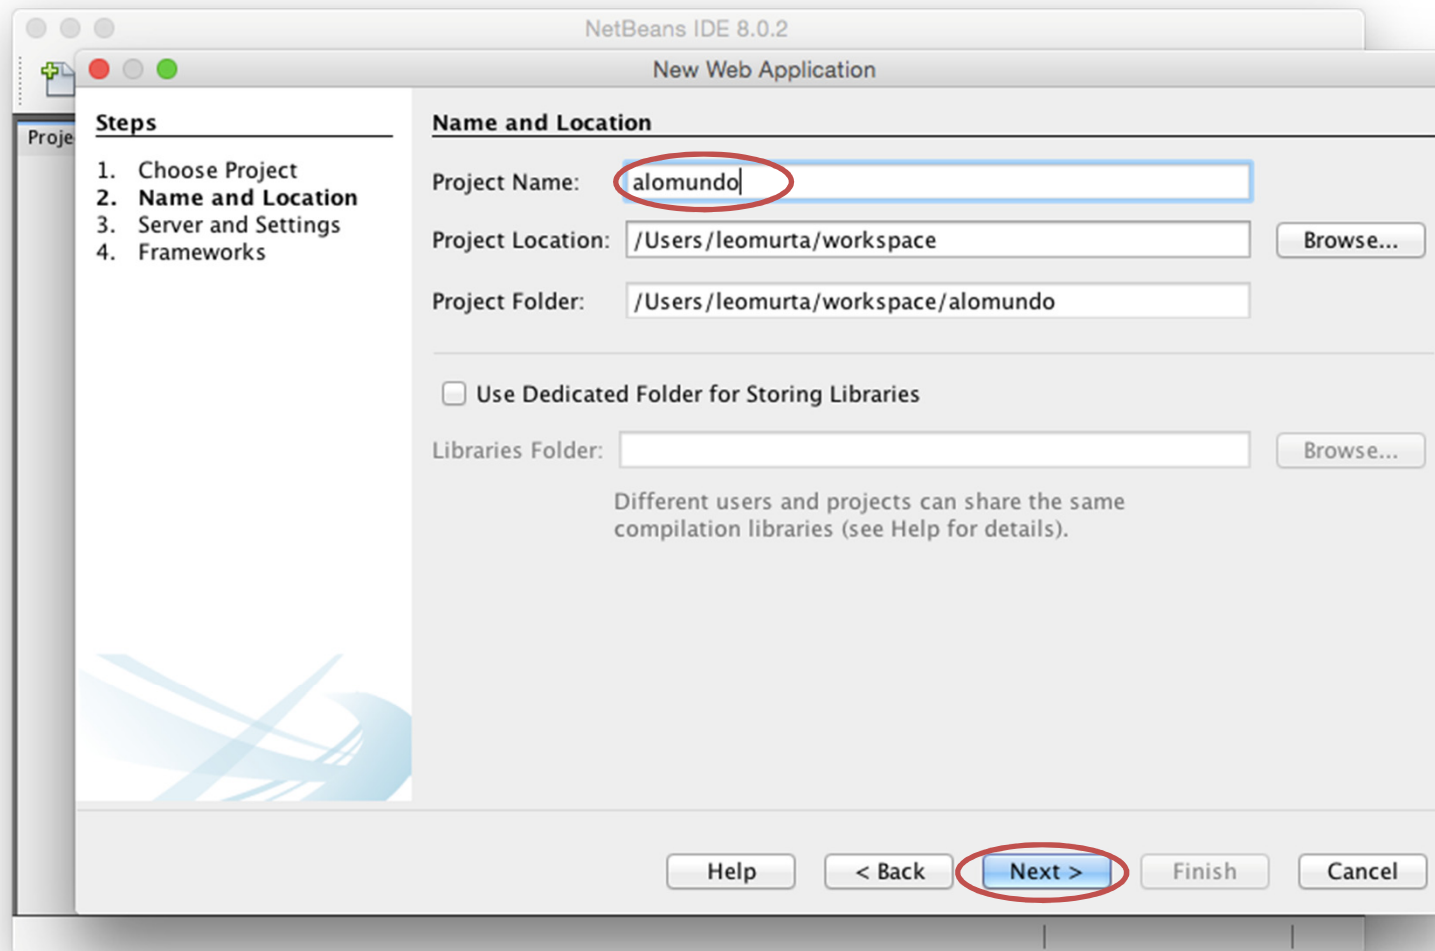 NetBeans IDE 8.0.2
New Web Application
Proje
Steps
1. Choose Project
2. Name and Location
3. Server and Settings
4. Frameworks
Name and Location
Project Name: alomundo
Project Location: /Users/leomurta/workspace Browse...
Project Folder: /Users/leomurta/workspace/alomundo
Use Dedicated Folder for Storing Libraries
Libraries Folder: Browse...
Different users and projects can share the same
compilation libraries (see Help for details).
Help < Back Next > Finish Cancel